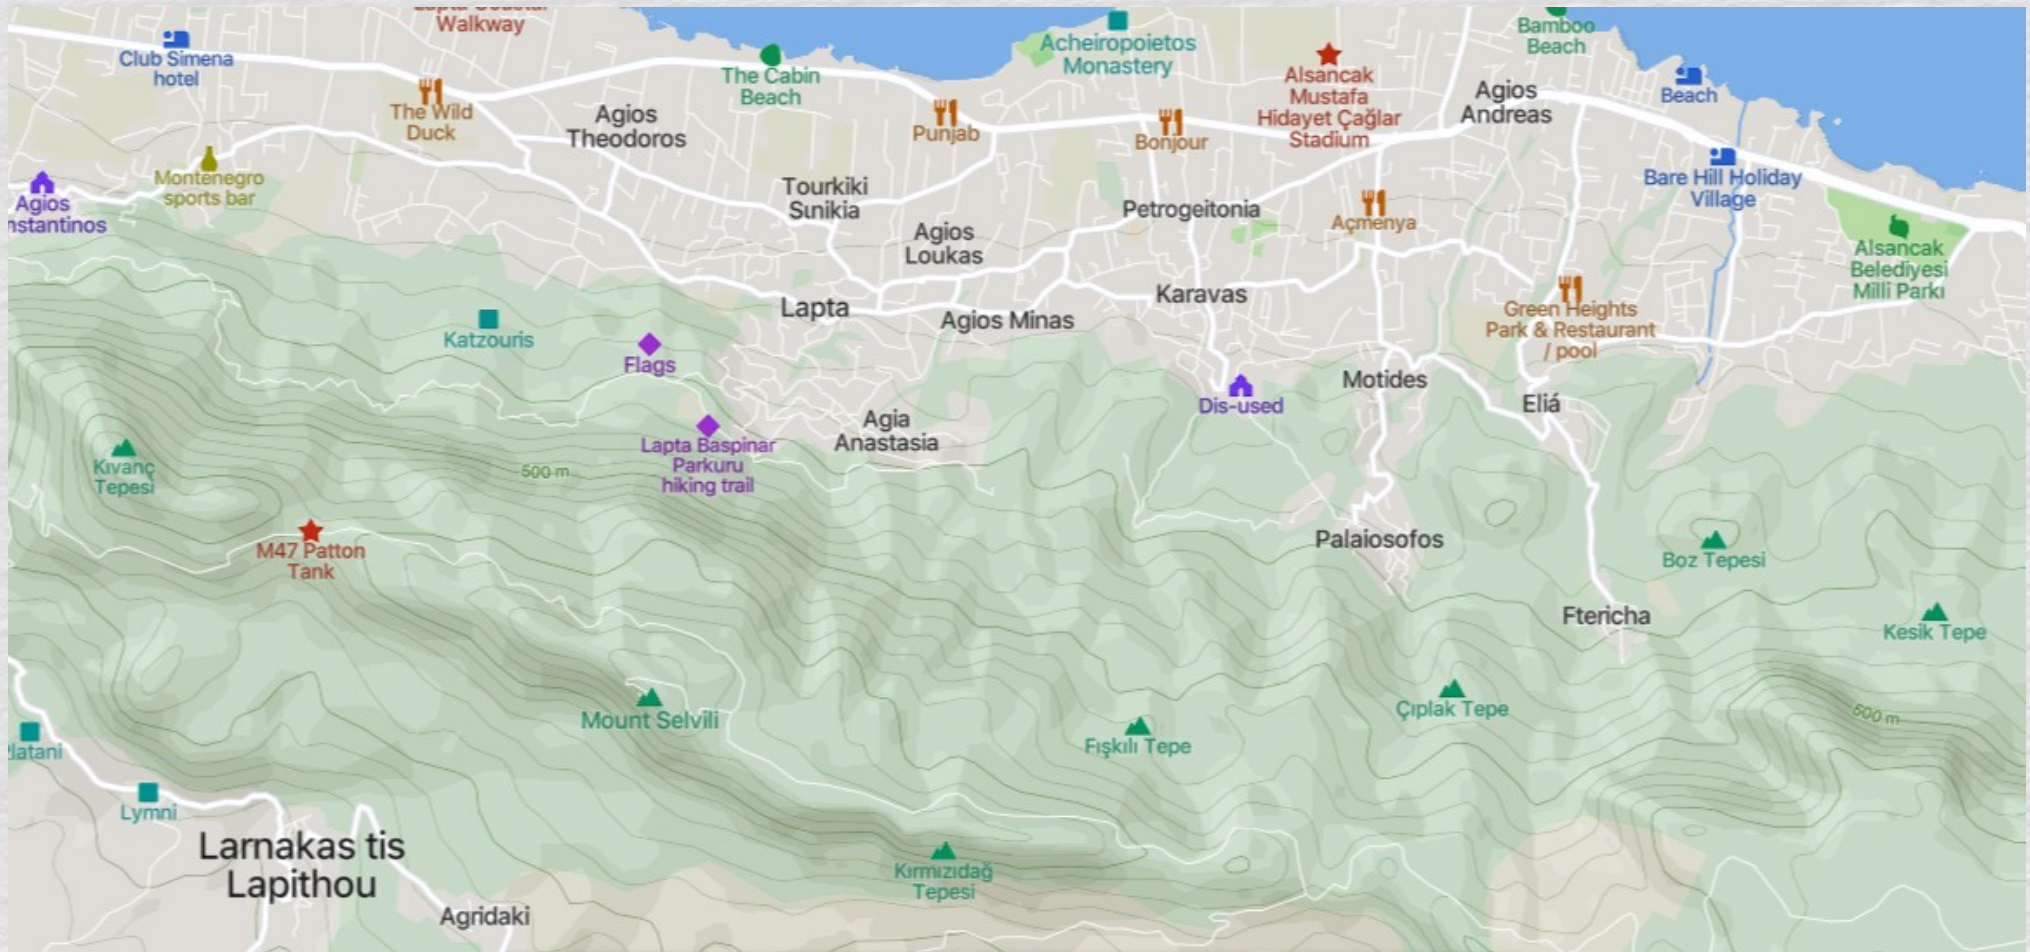 Walkway
Bamboo
Beach
Club Simena
hotel
Acheiropoietos
Monastery
The Cabin
Beach
Alsancak
Mustafa
Hidayet Çağlar
Stadium
Agios
Andreas
Beach
The Wild
Duck
Agios
Theodoros
Punjab
Bonjour
Montenegro
sports bar
Agios
nstantinos
Tourkiki
Sınikia
Petrogeitonia
Açmenya
Bare Hill Holiday
Village
Agios
Loukas
Alsancak
Belediyesi
Milli Parkı
Lapta
Agios Minas
Karavas
Green Heights
Park & Restaurant
/ pool
Katzouris
Flags
Motides
Dis-used
Eliá
Agia
Anastasia
Lapta Baspinar
Parkuru
hiking trail
Kıvanç
Tepesi
500 m
M47 Patton
Tank
Palaiosofos
Boz Tepesi
Ftericha
Kesik Tepe
Mount Selvili
Çıplak Tepe
Fışkılı Tepe
500 m
latani
Lymni
Larnakas tis
Lapithou
Kırmızıdağ
Tepesi
Agridaki